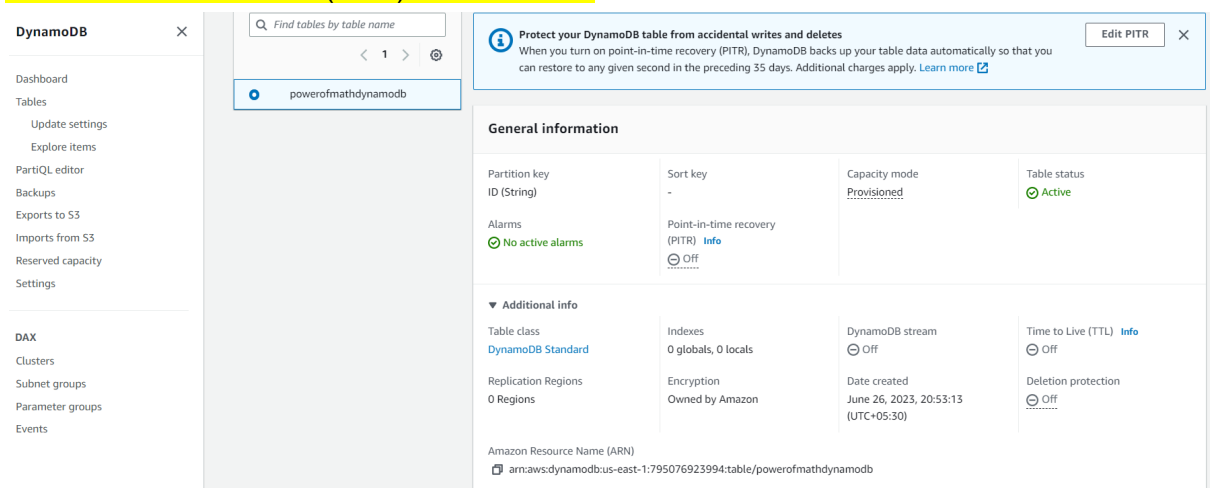 DynamoDB
Dashboard
Tables
Update settings
Explore items
PartiQL editor
Backups
Exports to S3
Imports from S3
Reserved capacity
Settings
DAX
Clusters
Subnet groups
Parameter groups
Events
Find tables by table name
1
powerofmathdynamodb
Protect your DynamoDB table from accidental writes and deletes
When you turn on point-in-time recovery (PITR), DynamoDB backs up your table data automatically so that you
can restore to any given second in the preceding 35 days. Additional charges apply. Learn more
Edit PITR
General information
Partition key
ID (String)
Sort key
-
Capacity mode
Provisioned
Table status
Active
Alarms
No active alarms
Point-in-time recovery
(PITR) Info
Off
Additional info
Table class
DynamoDB Standard
Indexes
0 globals, 0 locals
DynamoDB stream
Off
Time to Live (TTL) Info
Off
Replication Regions
0 Regions
Encryption
Owned by Amazon
Date created
June 26, 2023, 20:53:13
(UTC+05:30)
Deletion protection
Off
Amazon Resource Name (ARN)
arn:aws:dynamodb:us-east-1:795076923994:table/powerofmathdynamodb